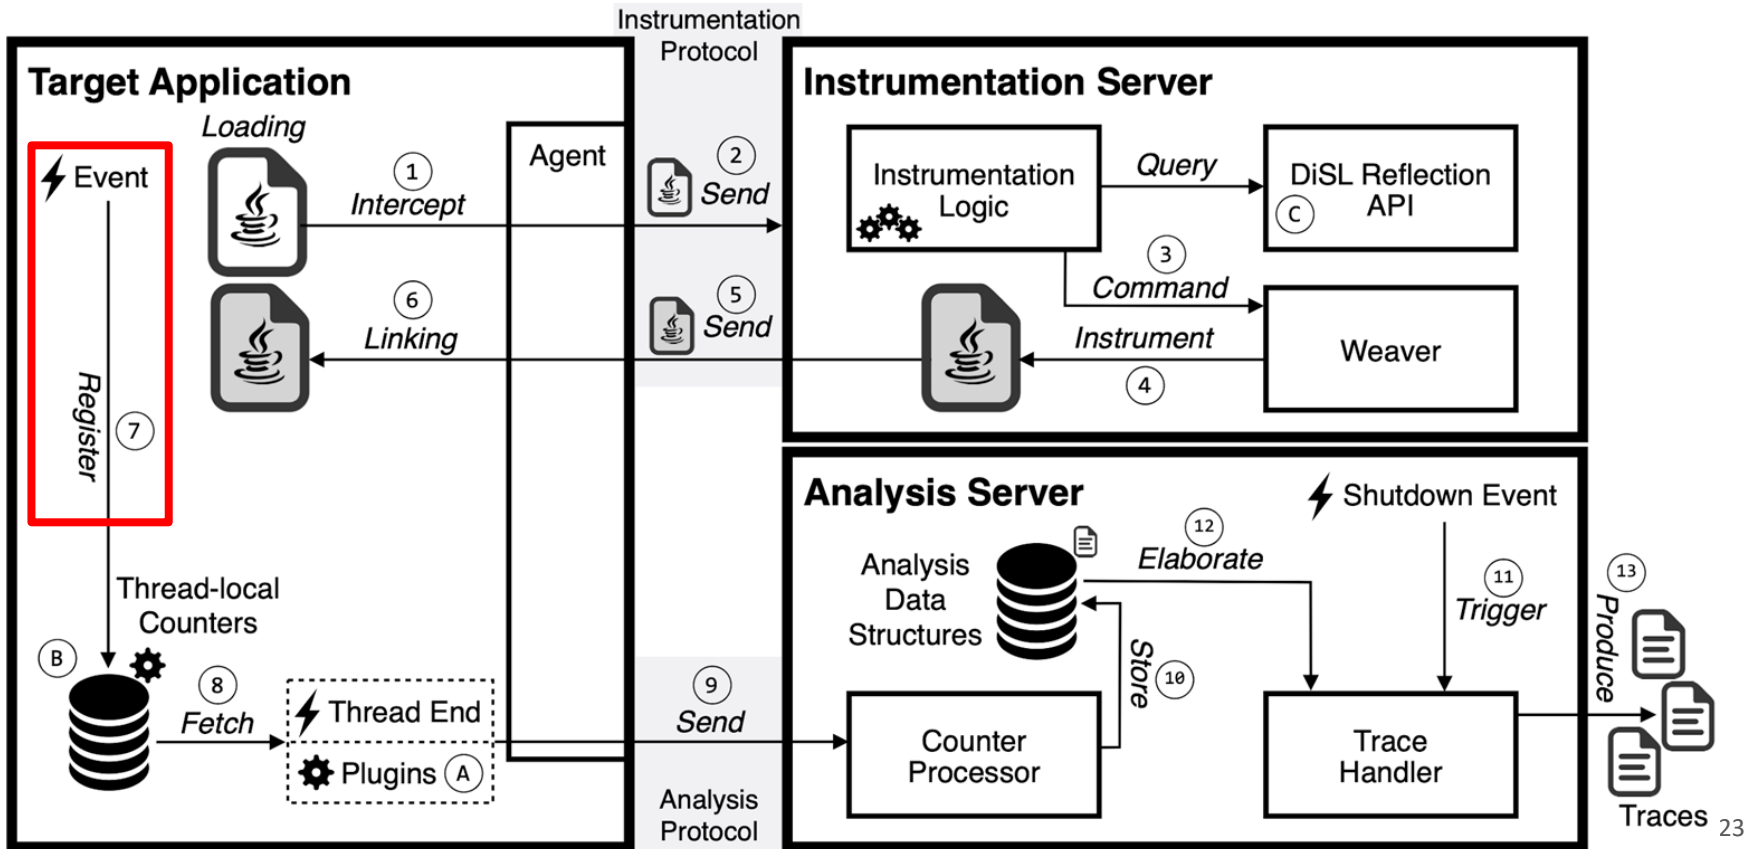 Instrumentation
Protocol
Target Application
Loading
Event
1
Intercept
Agent
2
Send
6
Linking
5
Send
Register
7
Thread-local
Counters
B
8
Fetch
Thread End
Plugins A
9
Send
Analysis
Protocol
Instrumentation Server
Instrumentation
Logic
Query
DiSL Reflection
API
C
3
Command
Instrument
4
Weaver
Analysis Server
Shutdown Event
Analysis
Data
Structures
12
Elaborate
11
Trigger
Store
10
Counter
Processor
Trace
Handler
13
Produce
Traces
23